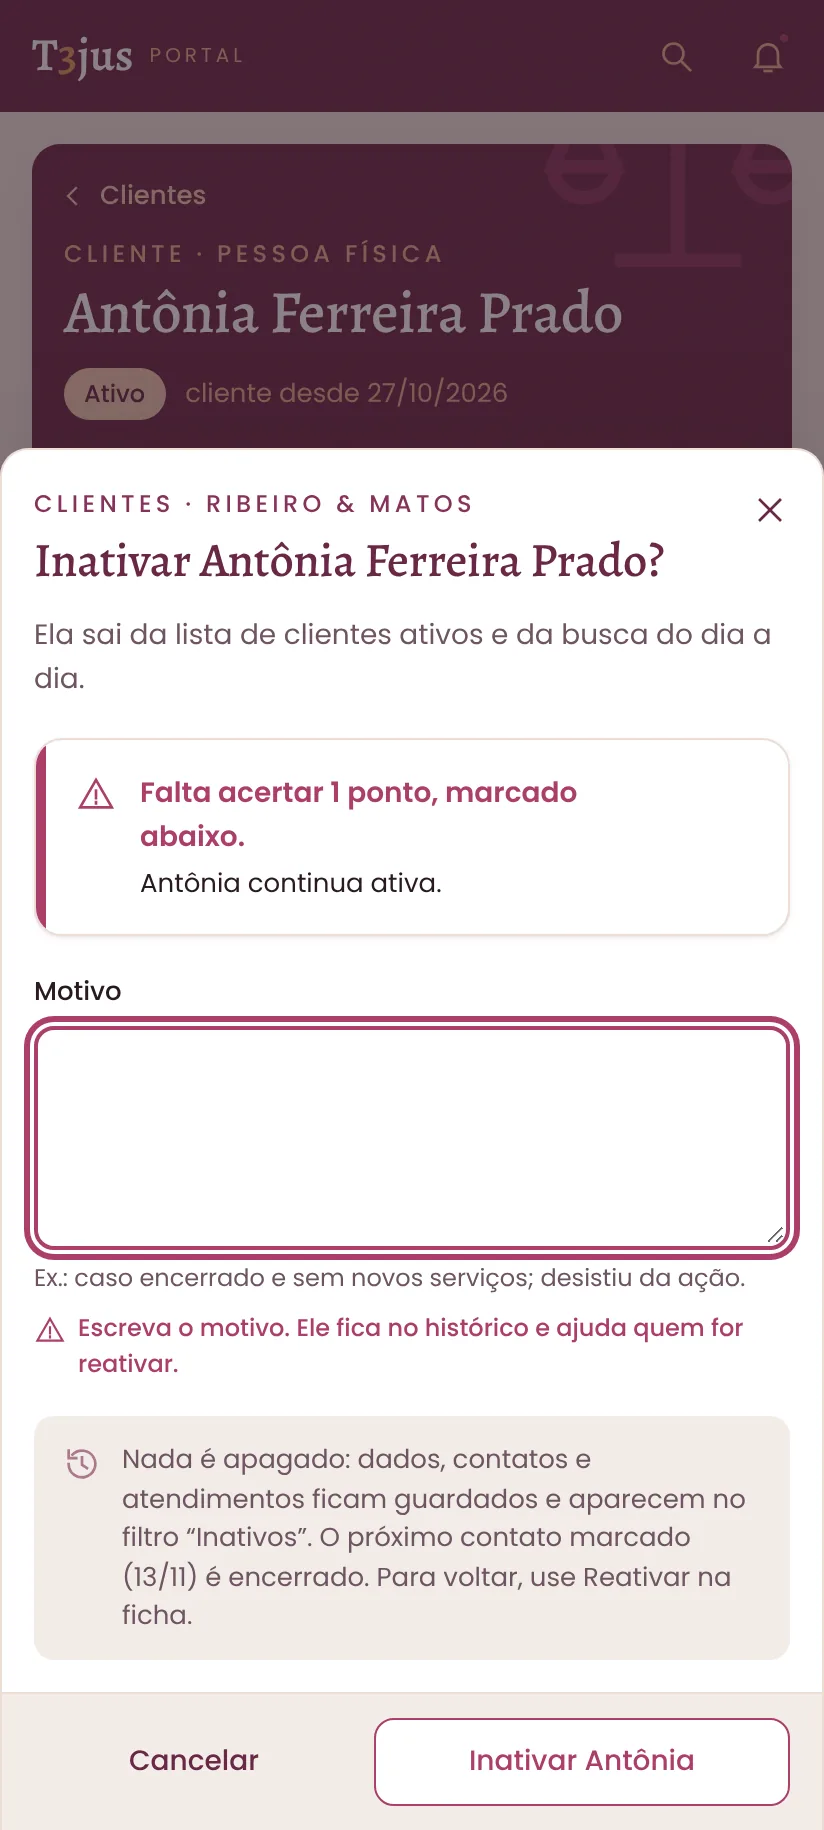 T3jus PORTAL
Clientes
CLIENTE · PESSOA FÍSICA
Antônia Ferreira Prado
Ativo cliente desde 27/10/2026
CLIENTES · RIBEIRO & MATOS
Inativar Antônia Ferreira Prado?
Ela sai da lista de clientes ativos e da busca do dia a
dia.
Falta acertar 1 ponto, marcado
abaixo.
Antônia continua ativa.
Motivo
Ex.: caso encerrado e sem novos serviços; desistiu da ação.
Escreva o motivo. Ele fica no histórico e ajuda quem for
reativar.
Nada é apagado: dados, contatos e
atendimentos ficam guardados e aparecem no
filtro “Inativos”. O próximo contato marcado
(13/11) é encerrado. Para voltar, use Reativar na
ficha.
Cancelar
Inativar Antônia